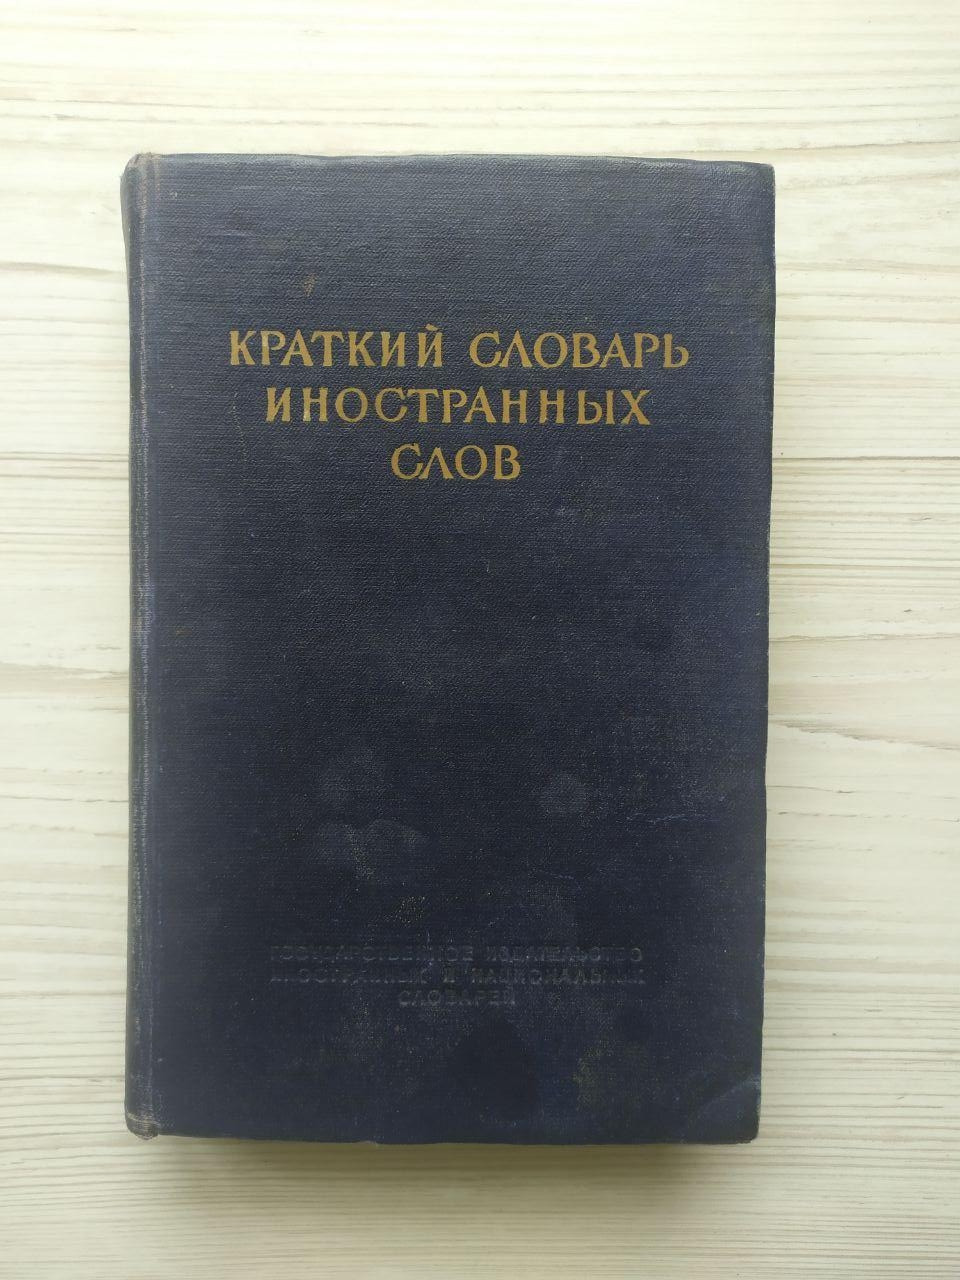 КРАТКИЙ СЛОВАРЬ
ИНОСТРАННЫХ
СЛОВ
ГОСУДАРСТВЕННОЕ ИЗДАТЕЛЬСТВО
ИНОСТРАННЫХ И НАЦИОНАЛЬНЫХ
СЛОВАРЕЙ